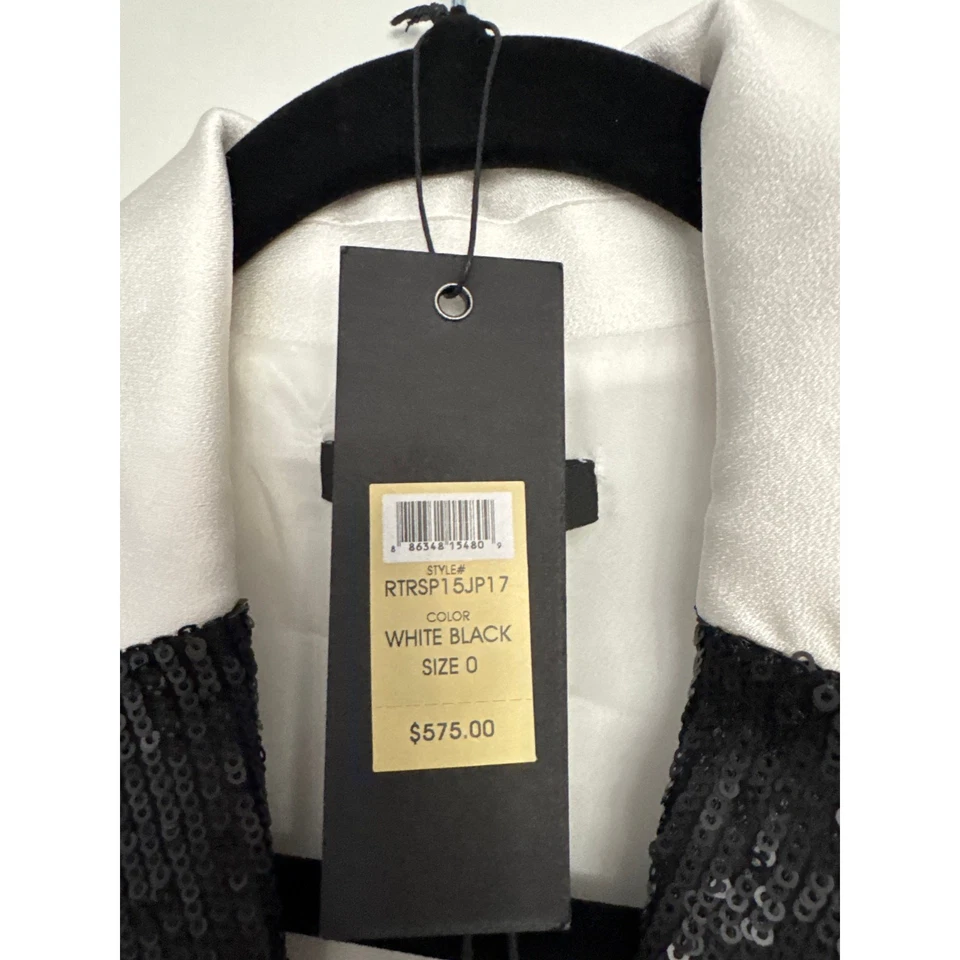 8 86348 15480 9
STYLE#
RTRSP15JP17
COLOR
WHITE BLACK
SIZE 0
$575.00